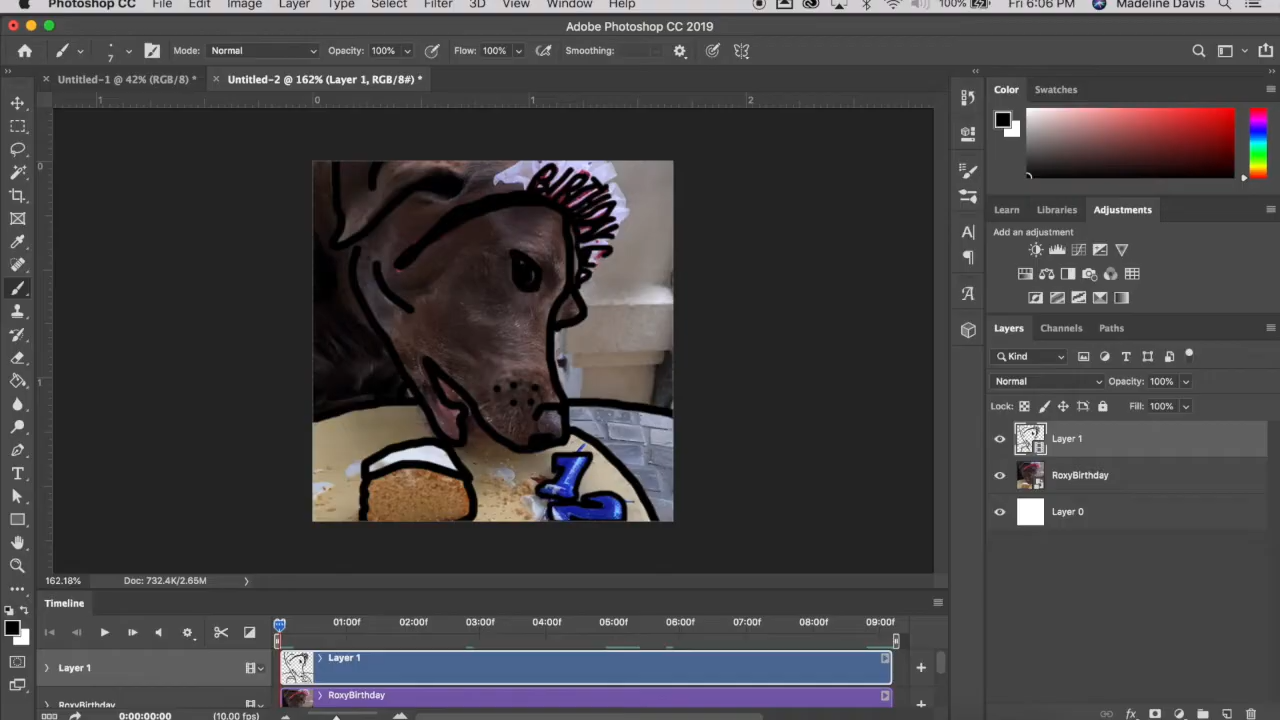 Photoshop CC File Edit Image Layer Type Select Filter 3D View Window Help 100% Fri 6:06 PM Madeline Davis
Adobe Photoshop CC 2019
7 Mode: Normal Opacity: 100% Flow: 100% Smoothing:
× Untitled-1 @ 42% (RGB/8) * × Untitled-2 @ 162% (Layer 1, RGB/8#) *
1 0 1 2
0
1
12
Color Swatches
Learn Libraries Adjustments
Add an adjustment
Layers Channels Paths
Kind
Normal Opacity: 100%
Lock: Fill: 100%
Layer 1
RoxyBirthday
Layer 0
162.18% Doc: 732.4K/2.65M
Timeline
01:00f 02:00f 03:00f 04:00f 05:00f 06:00f 07:00f 08:00f 09:00f
Layer 1 Layer 1
RoxyBirthday RoxyBirthday
0:00:00:00 (10.00 fps)